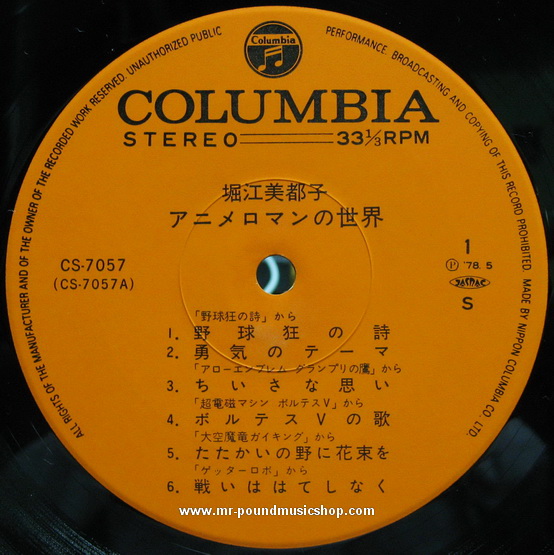 ALL RIGHTS OF THE MANUFACTURER AND OF THE OWNER OF THE RECORDED WORK RESERVED. UNAUTHORIZED PUBLIC PERFORMANCE. BROADCASTING AND COPYING OF THIS RECORD PROHIBITED. MADE BY NIPPON COLUMBIA CO., LTD.
Columbia
COLUMBIA
STEREO 33⅓RPM
堀江美都子
アニメロマンの世界
CS-7057
(CS-7057A)
1
Ⓟ '78. 5
JASRAC
S
「野球狂の詩」から
1. 野球狂の詩
2. 勇気のテーマ
「アローエンブレム グランプリの鷹」から
3. ちいさな思い
「超電磁マシン ボルテスV」から
4. ボルテスVの歌
「大空魔竜ガイキング」から
5. たたかいの野に花束を
「ゲッターロボ」から
6. 戦いははてしなく
www.mr-poundmusicshop.com